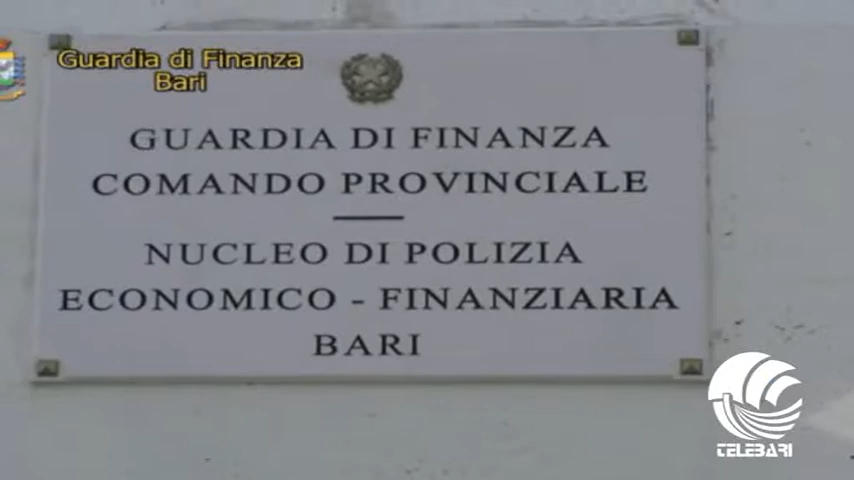 Guardia di Finanza
Bari
GUARDIA DI FINANZA
COMANDO PROVINCIALE
NUCLEO DI POLIZIA
ECONOMICO - FINANZIARIA
BARI
TELEBARI